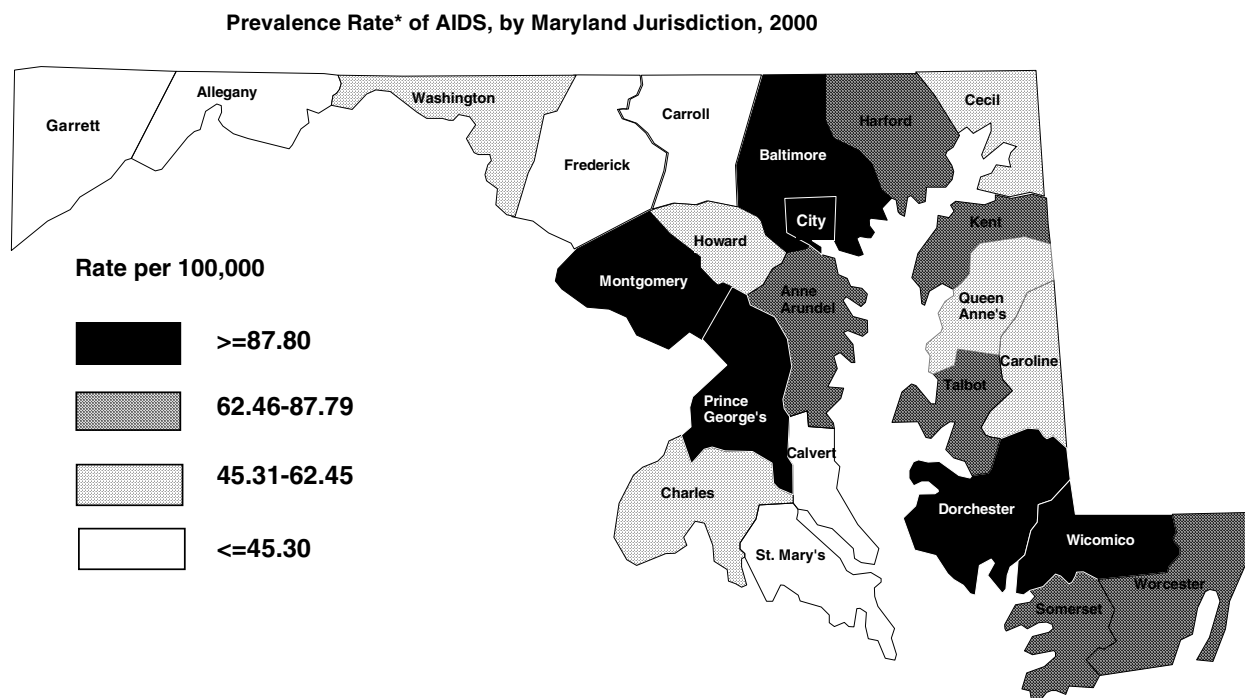 Prevalence Rate* of AIDS, by Maryland Jurisdiction, 2000
Garrett
Allegany
Washington
Frederick
Carroll
Baltimore
City
Harford
Cecil
Howard
Montgomery
Anne
Arundel
Prince
George's
Calvert
Charles
St. Mary's
Kent
Queen
Anne's
Caroline
Talbot
Dorchester
Wicomico
Worcester
Somerset
Rate per 100,000
>=87.80
62.46-87.79
45.31-62.45
<=45.30